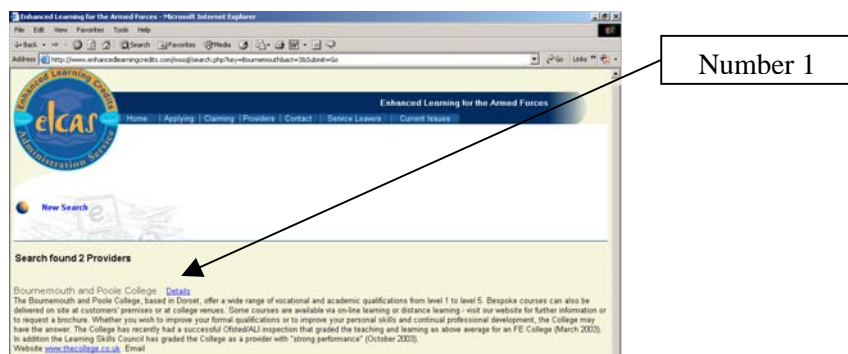 Enhanced Learning for the Armed Forces - Microsoft Internet Explorer
File Edit View Favorites Tools Help
Back Search Favorites Media
Address http://www.enhancedlearningcredits.com/mssql/search.php?key=Bournemouth&act=3&Submit=Go Go Links
Enhanced Learning Credits
Enhanced Learning for the Armed Forces
elcas
Home | Applying | Claiming | Providers | Contact | Service Leavers | Current Issues
Administration Service
Number 1
New Search
Search found 2 Providers
Bournemouth and Poole College Details
The Bournemouth and Poole College, based in Dorset, offer a wide range of vocational and academic qualifications from level 1 to level 5. Bespoke courses can also be
delivered on site at customers' premises or at college venues. Some courses are available via on-line learning or distance learning - visit our website for further information or
to request a brochure. Whether you wish to improve your formal qualifications or to improve your personal skills and continual professional development, the College may
have the answer. The College has recently had a successful Ofsted/ALI inspection that graded the teaching and learning as above average for an FE College (March 2003).
In addition the Learning Skills Council has graded the College as a provider with "strong performance" (October 2003).
Website www.thecollege.co.uk Email